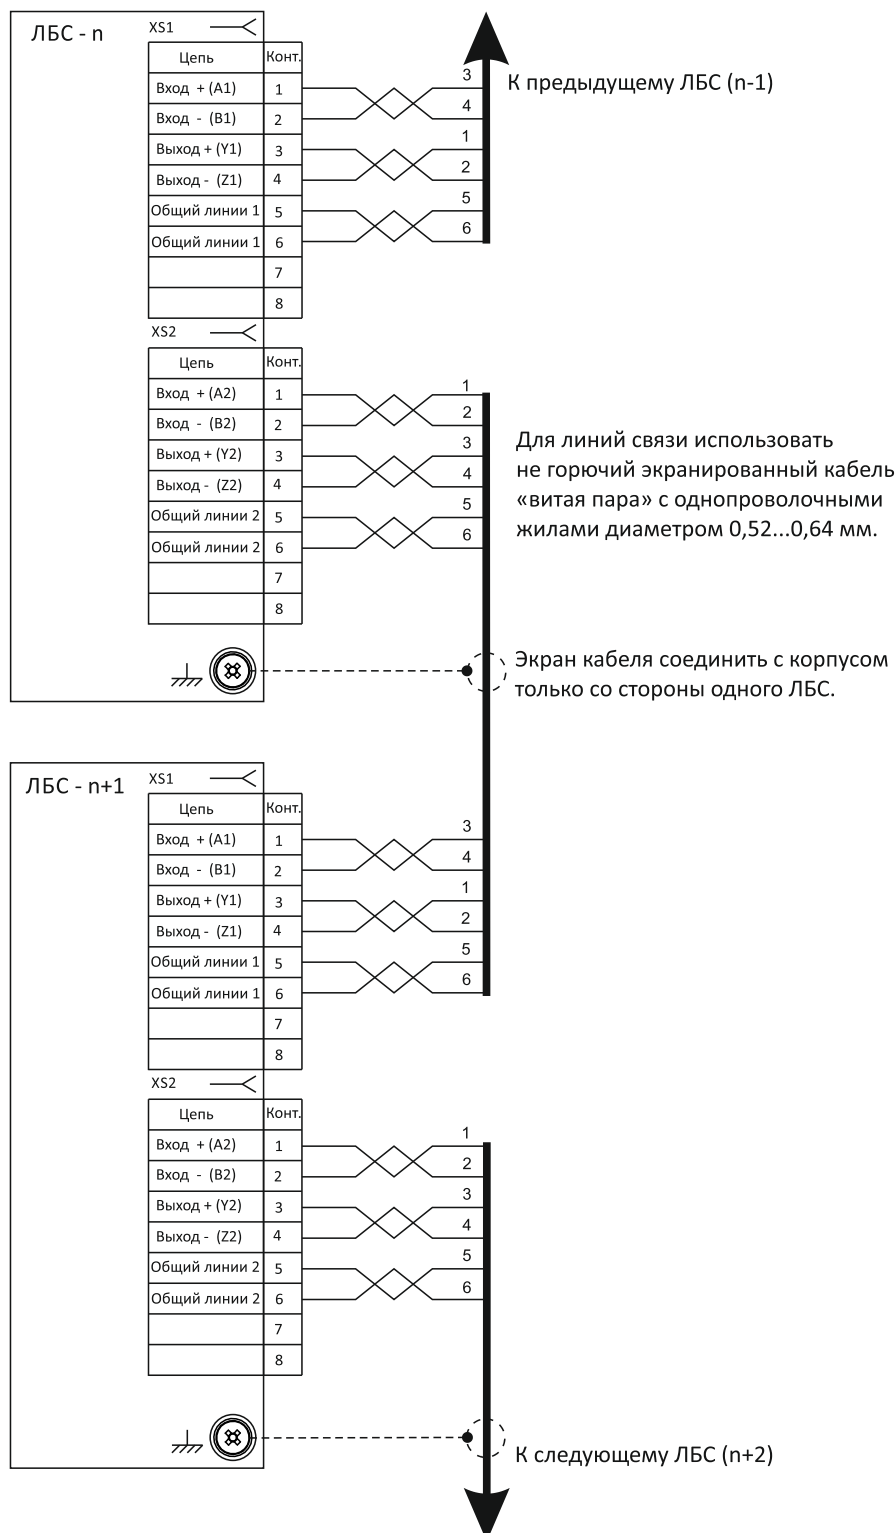 ЛБС - n
XS1
Цепь Конт.
Вход + (A1) 1
Вход - (B1) 2
Выход + (Y1) 3
Выход - (Z1) 4
Общий линии 1 5
Общий линии 1 6
7
8
3
4
1
2
5
6
К предыдущему ЛБС (n-1)
XS2
Цепь Конт.
Вход + (A2) 1
Вход - (B2) 2
Выход + (Y2) 3
Выход - (Z2) 4
Общий линии 2 5
Общий линии 2 6
7
8
1
2
3
4
5
6
Для линий связи использовать
не горючий экранированный кабель
«витая пара» с однопроволочными
жилами диаметром 0,52...0,64 мм.
Экран кабеля соединить с корпусом
только со стороны одного ЛБС.
ЛБС - n+1
XS1
Цепь Конт.
Вход + (A1) 1
Вход - (B1) 2
Выход + (Y1) 3
Выход - (Z1) 4
Общий линии 1 5
Общий линии 1 6
7
8
3
4
1
2
5
6
XS2
Цепь Конт.
Вход + (A2) 1
Вход - (B2) 2
Выход + (Y2) 3
Выход - (Z2) 4
Общий линии 2 5
Общий линии 2 6
7
8
1
2
3
4
5
6
К следующему ЛБС (n+2)